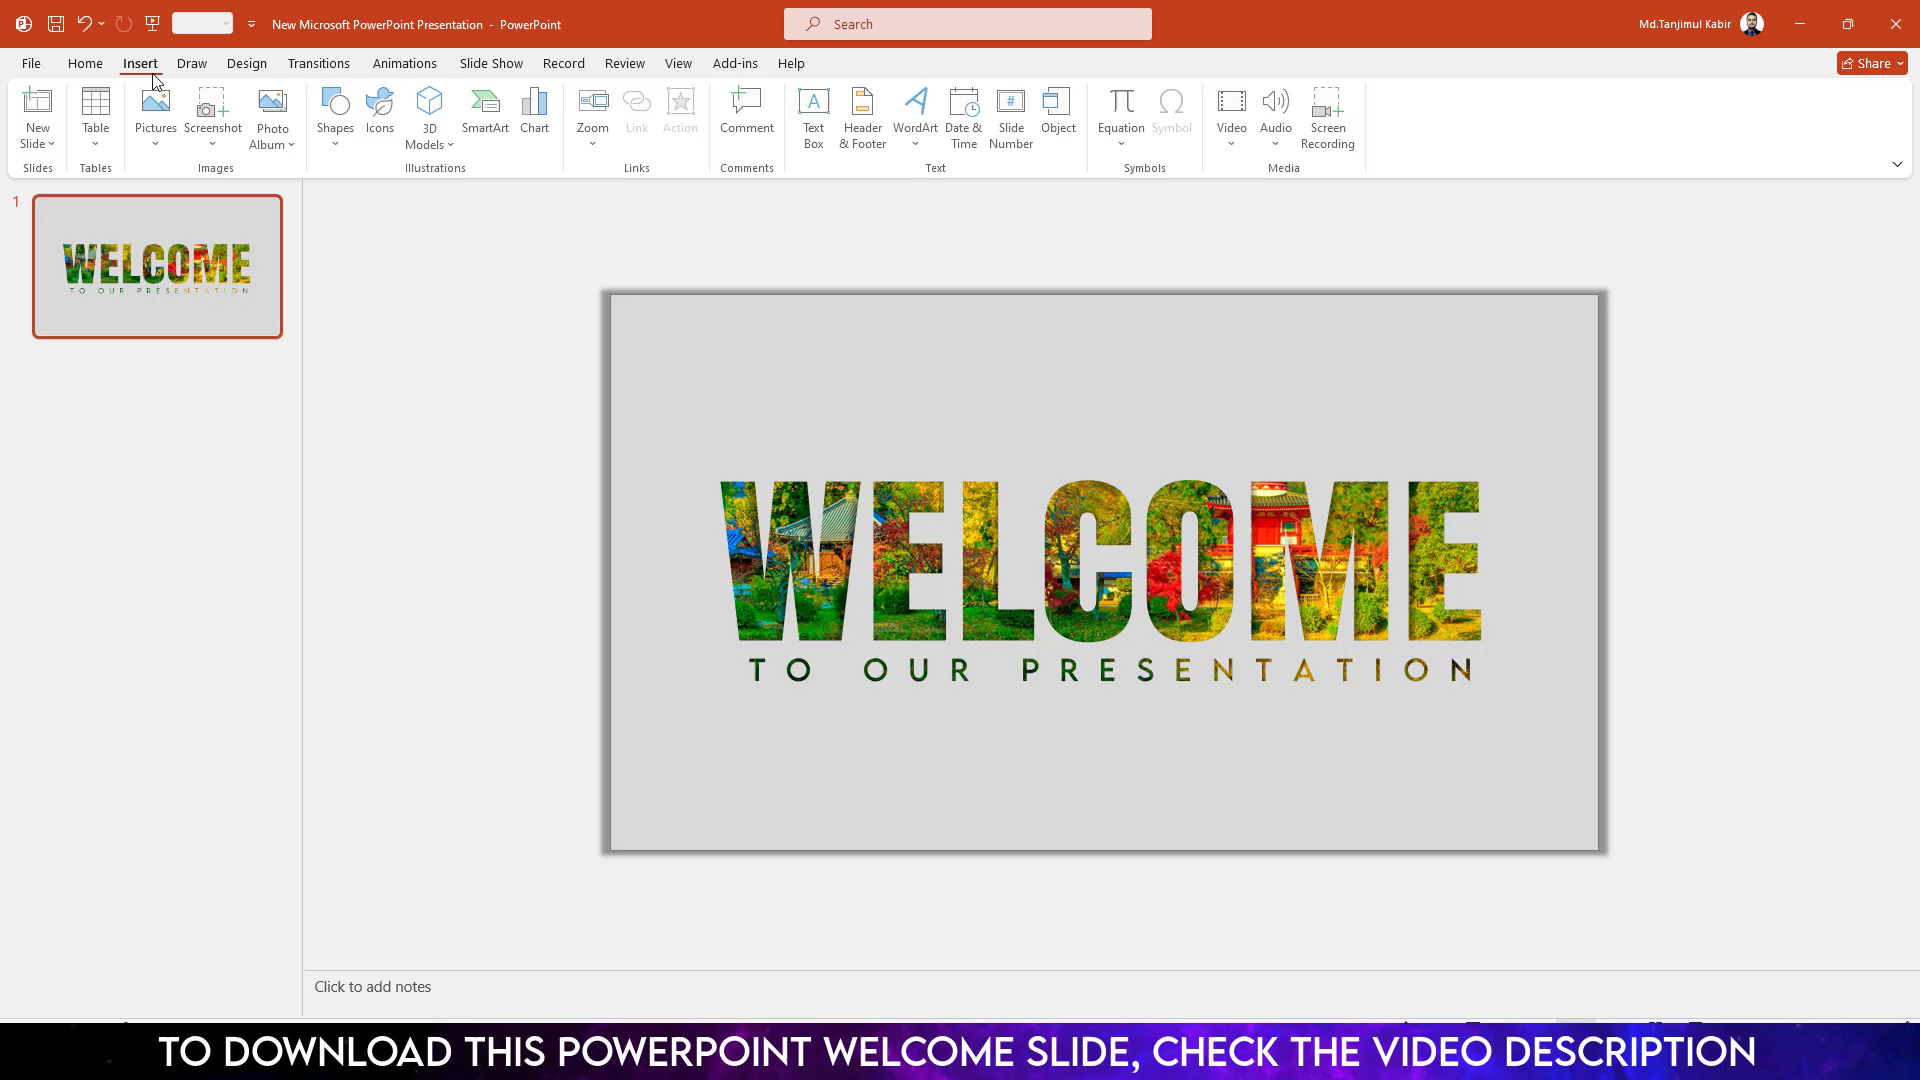 New Microsoft PowerPoint Presentation - PowerPoint
Search
Md.Tanjimul Kabir
File Home Insert Draw Design Transitions Animations Slide Show Record Review View Add-ins Help
Share
New Slide
Table
Pictures
Screenshot
Photo Album
Shapes
Icons
3D Models
SmartArt
Chart
Zoom
Link
Action
Comment
Text Box
Header & Footer
WordArt
Date & Time
Slide Number
Object
Equation
Symbol
Video
Audio
Screen Recording
Slides Tables Images Illustrations Links Comments Text Symbols Media
1
WELCOME
TO OUR PRESENTATION
WELCOME
TO OUR PRESENTATION
Click to add notes
TO DOWNLOAD THIS POWERPOINT WELCOME SLIDE, CHECK THE VIDEO DESCRIPTION